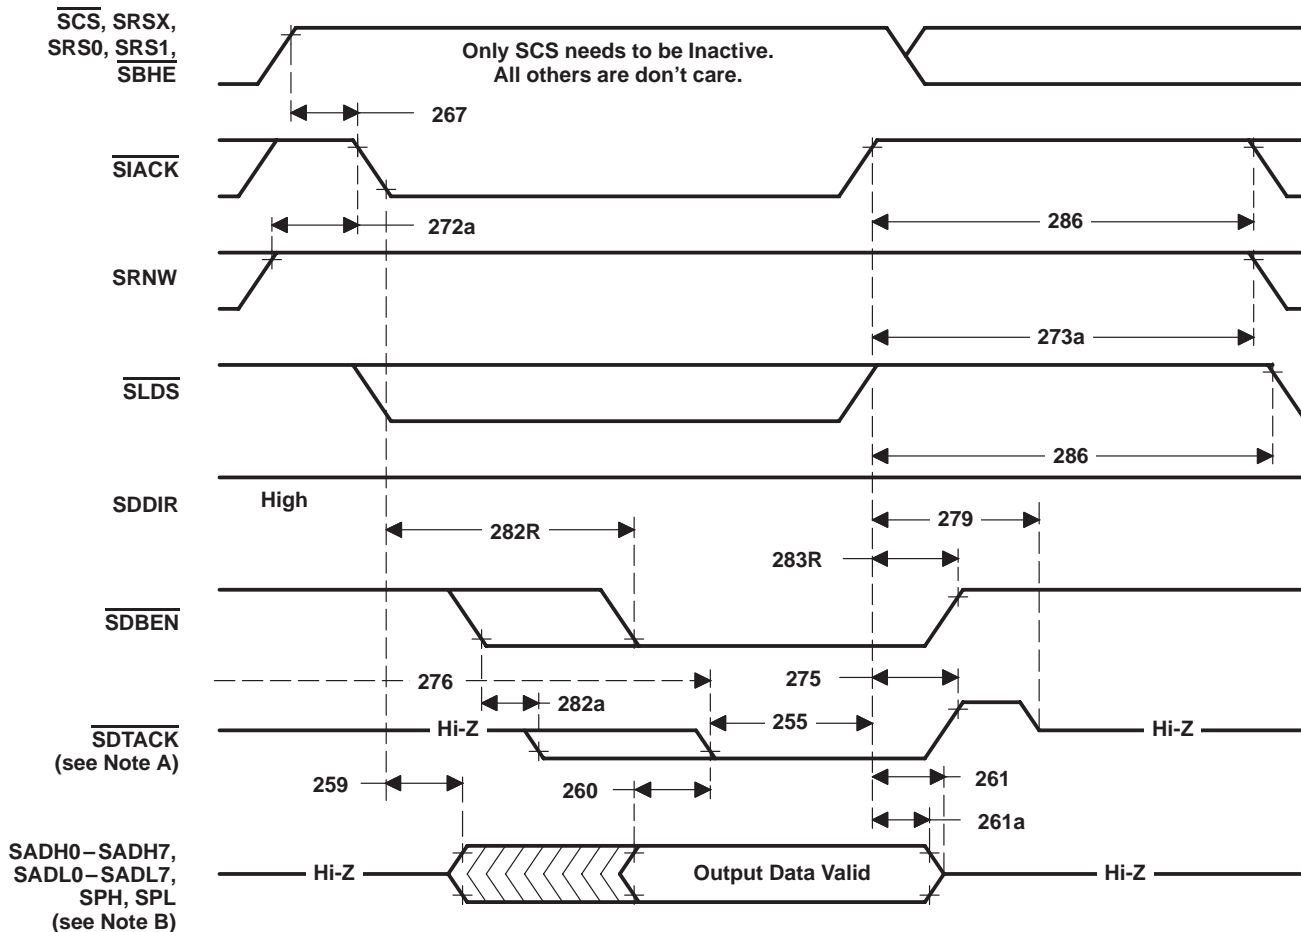 SCS, SRSX,
SRS0, SRS1,
SBHE
Only SCS needs to be Inactive.
All others are don't care.
267
SIACK
272a
286
SRNW
273a
SLDS
286
SDDIR
High
282R
279
283R
SDBEN
276
275
282a
255
SDTACK
(see Note A)
Hi-Z
Hi-Z
259
260
261
261a
SADH0–SADH7,
SADL0–SADL7,
SPH, SPL
(see Note B)
Hi-Z
Output Data Valid
Hi-Z